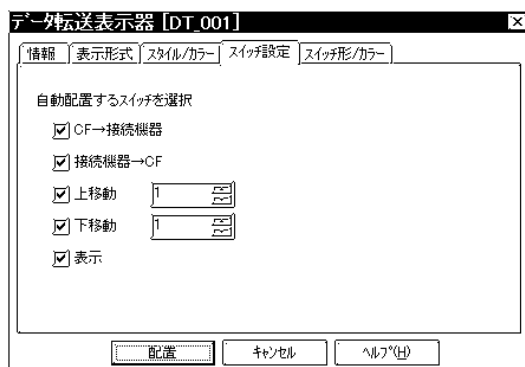 データ転送表示器 [DT_001]
情報 表示形式 スタイル/カラー スイッチ設定 スイッチ形/カラー
自動配置するスイッチを選択
CF→接続機器
接続機器→CF
上移動 1
下移動 1
表示
配置 キャンセル ヘルプ(H)